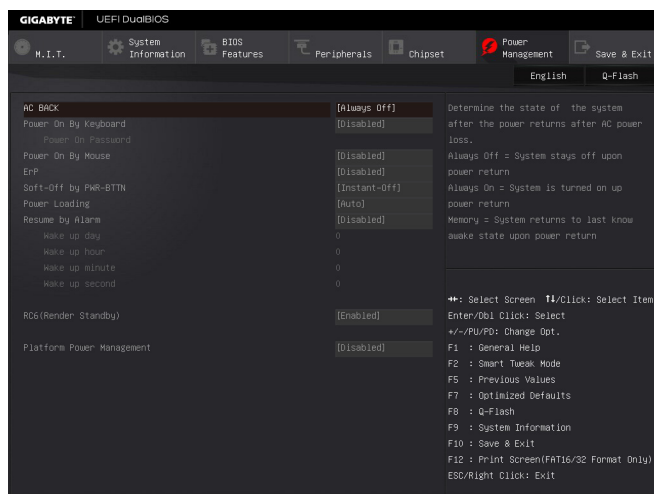 GIGABYTE™ UEFI DualBIOS
M.I.T. System Information BIOS Features Peripherals Chipset Power Management Save & Exit
English Q-Flash
AC BACK [Always Off]
Power On By Keyboard [Disabled]
Power On Password
Power On By Mouse [Disabled]
ErP [Disabled]
Soft-Off by PWR-BTTN [Instant-Off]
Power Loading [Auto]
Resume by Alarm [Disabled]
Wake up day 0
Wake up hour 0
Wake up minute 0
Wake up second 0
RC6(Render Standby) [Enabled]
Platform Power Management [Disabled]
Determine the state of the system
after the power returns after AC power
loss.
Always Off = System stays off upon
power return
Always On = System is turned on up
power return
Memory = System returns to last know
awake state upon power return
→←: Select Screen ↑↓/Click: Select Item
Enter/Dbl Click: Select
+/-/PU/PD: Change Opt.
F1 : General Help
F2 : Smart Tweak Mode
F5 : Previous Values
F7 : Optimized Defaults
F8 : Q-Flash
F9 : System Information
F10 : Save & Exit
F12 : Print Screen(FAT16/32 Format Only)
ESC/Right Click: Exit